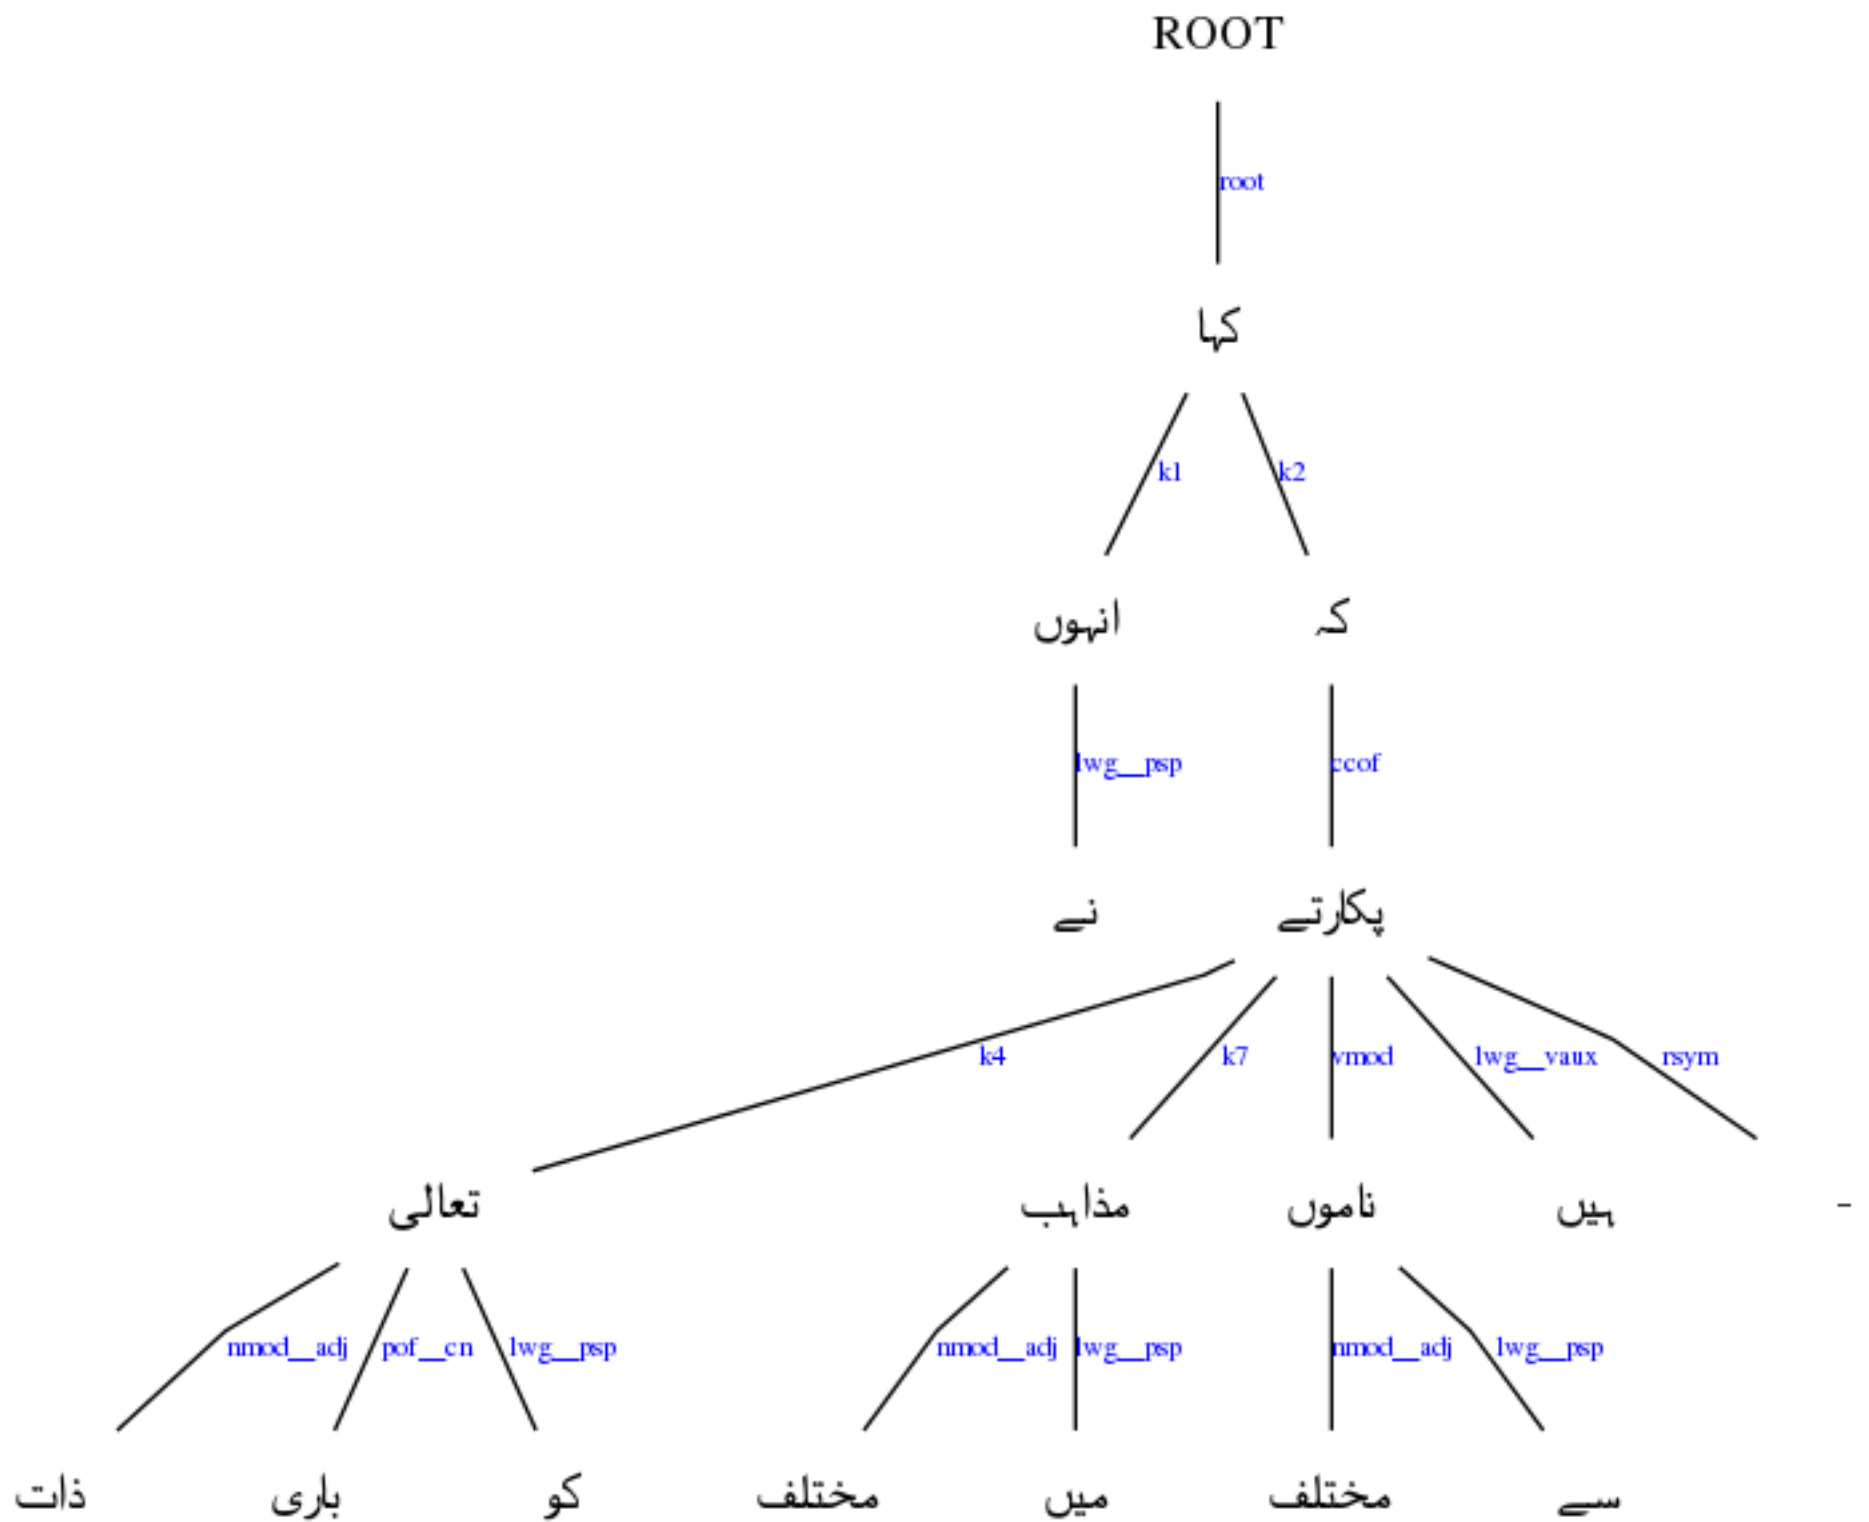 ROOT
root
کہا
k1 k2
انہوں کہ
lwg__psp ccof
نے پکارتے
k4 k7 vmod lwg__vaux rsym
تعالی مذاہب ناموں ہیں -
nmod__adj pof__cn lwg__psp nmod__adj lwg__psp nmod__adj lwg__psp
ذات باری کو مختلف میں مختلف سے